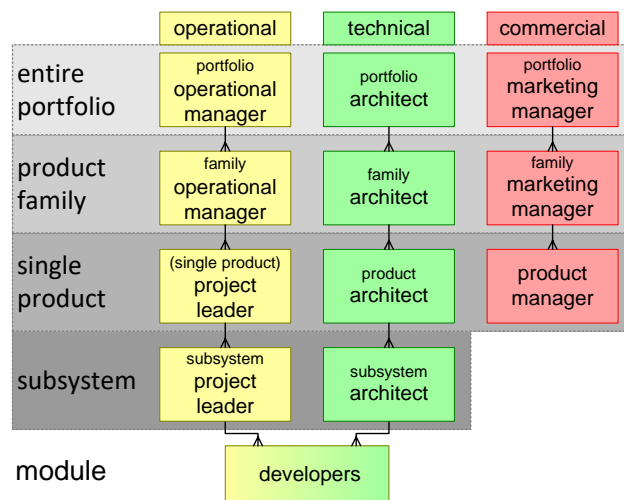 operational
technical
commercial
entire
portfolio
portfolio
operational
manager
portfolio
architect
portfolio
marketing
manager
product
family
family
operational
manager
family
architect
family
marketing
manager
single
product
(single product)
project
leader
product
architect
product
manager
subsystem
subsystem
project
leader
subsystem
architect
module
developers